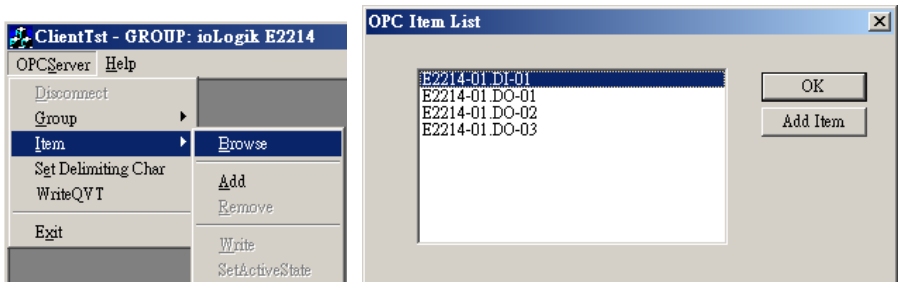 ClientTst - GROUP: ioLogik E2214
OPCServer Help
Disconnect
Group
Item
Set Delimiting Char
WriteQVT
Exit
Browse
Add
Remove
Write
SetActiveState
OPC Item List
E2214-01.DI-01
E2214-01.DO-01
E2214-01.DO-02
E2214-01.DO-03
OK
Add Item